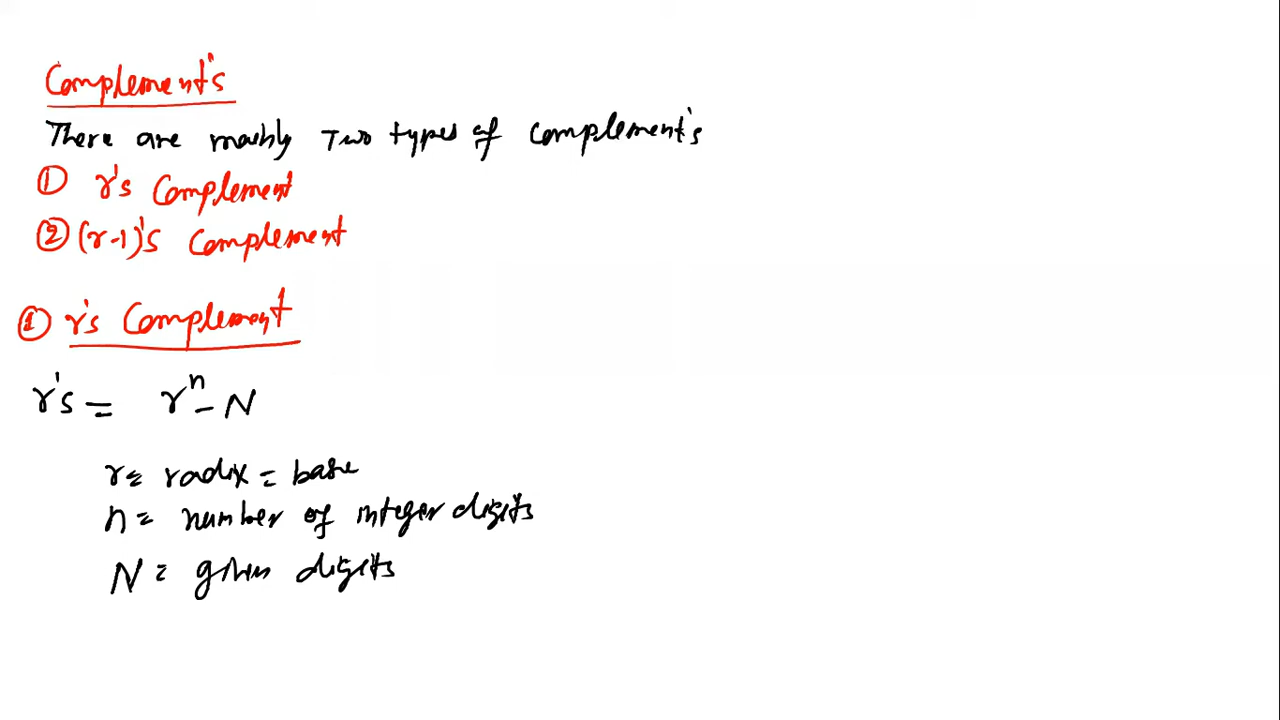 Complement's
There are mainly Two types of complement's
① r's Complement
② (r-1)'s Complement
① r's Complement
r's = rⁿ - N
r = radix = base
n = number of integer digits
N = given digits